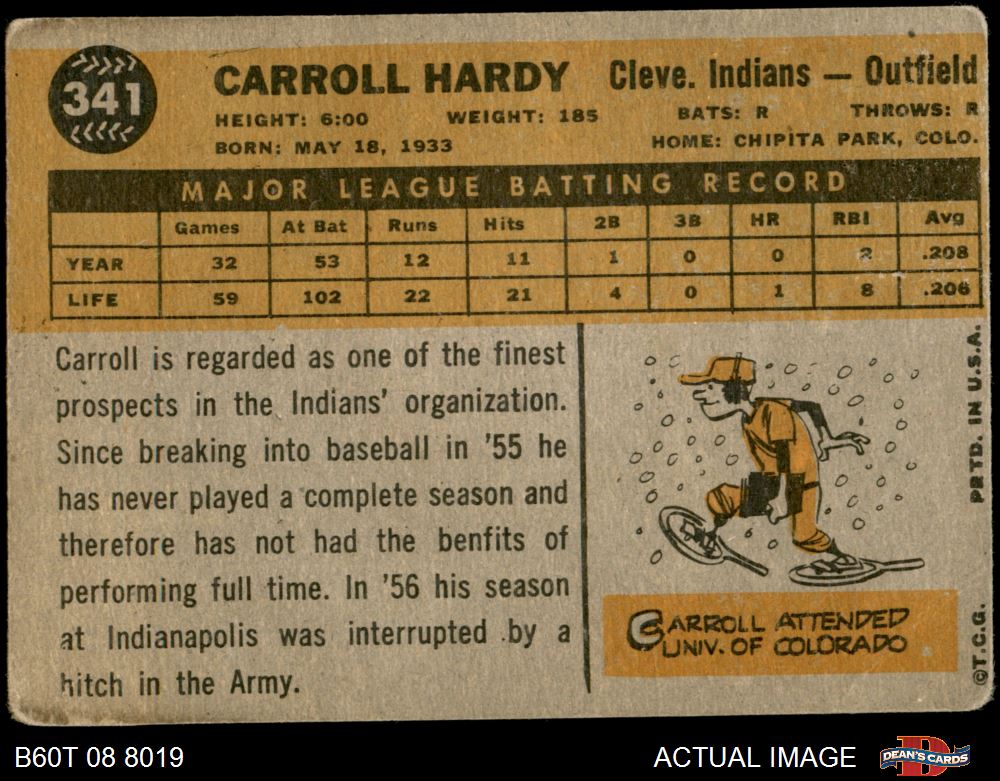 341
CARROLL HARDY Cleve. Indians — Outfield
HEIGHT: 6:00 WEIGHT: 185 BATS: R THROWS: R
BORN: MAY 18, 1933 HOME: CHIPITA PARK, COLO.
MAJOR LEAGUE BATTING RECORD
Games At Bat Runs Hits 2B 3B HR RBI Avg
YEAR 32 53 12 11 1 0 0 2 .208
LIFE 59 102 22 21 4 0 1 8 .206
Carroll is regarded as one of the finest
prospects in the Indians' organization.
Since breaking into baseball in '55 he
has never played a complete season and
therefore has not had the benfits of
performing full time. In '56 his season
at Indianapolis was interrupted by a
hitch in the Army.
CARROLL ATTENDED
UNIV. OF COLORADO
©T.C.G. PRTD. IN U.S.A.
B60T 08 8019 ACTUAL IMAGE DEAN'S CARDS